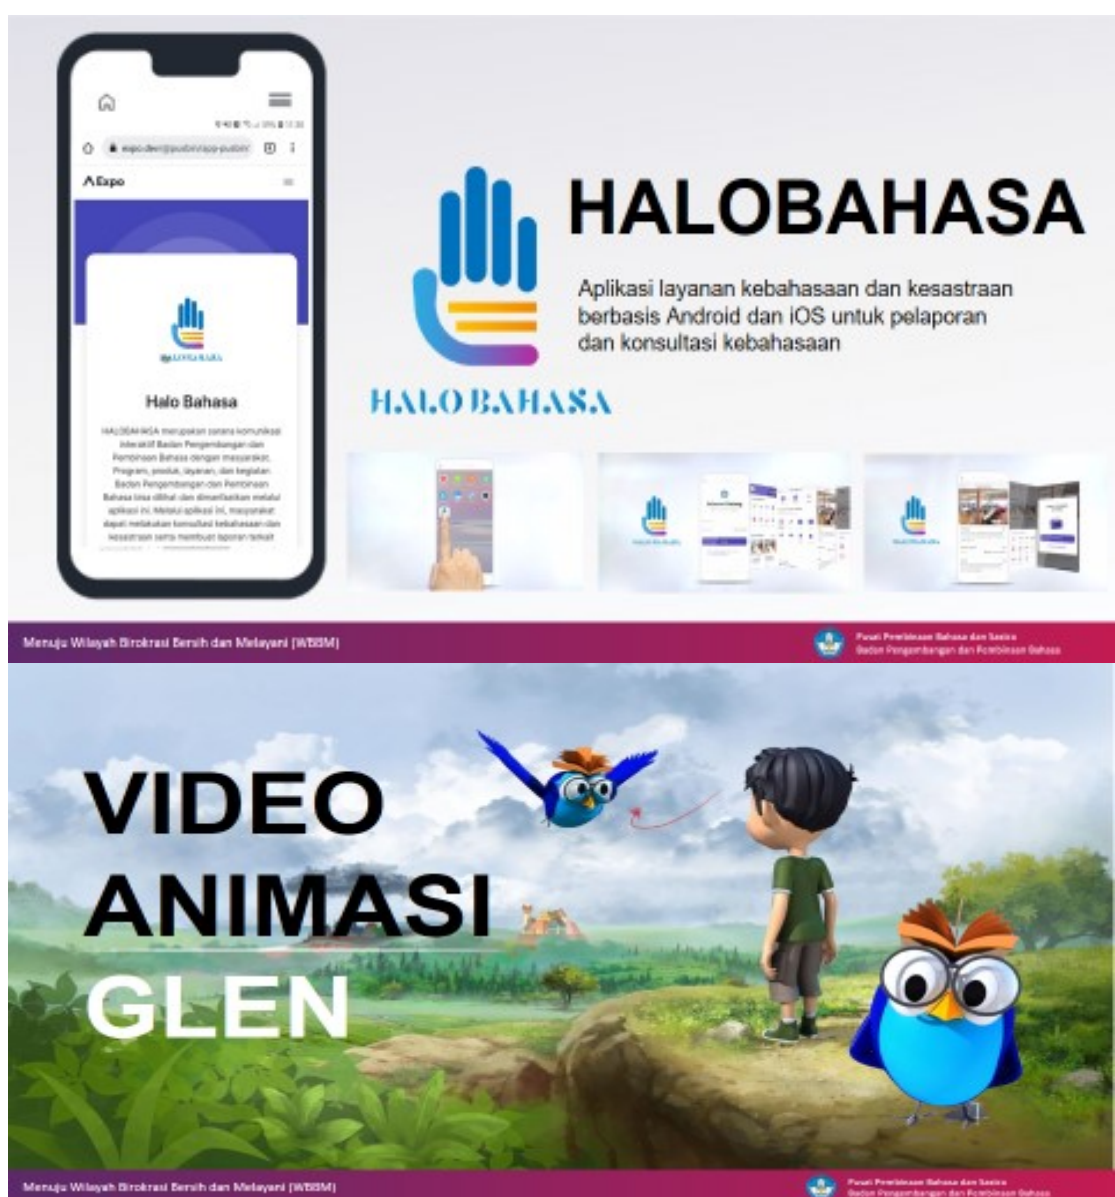 Expo
Halo Bahasa
HALOBAHASA merupakan sarana komunikasi
interaktif Badan Pengembangan dan
Pembinaan Bahasa dengan masyarakat.
Program, produk, layanan, dan kegiatan
Badan Pengembangan dan Pembinaan
Bahasa bisa dilihat dan dimanfaatkan melalui
aplikasi ini. Melalui aplikasi ini, masyarakat
dapat melakukan konsultasi kebahasaan dan
kesastraan serta membuat laporan terkait
HALO BAHASA
HALOBAHASA
Aplikasi layanan kebahasaan dan kesastraan
berbasis Android dan iOS untuk pelaporan
dan konsultasi kebahasaan
Menuju Wilayah Birokrasi Bersih dan Melayani (WBBM)
Pusat Pembinaan Bahasa dan Sastra
Badan Pengembangan dan Pembinaan Bahasa
VIDEO
ANIMASI
GLEN
Menuju Wilayah Birokrasi Bersih dan Melayani (WBBM)
Pusat Pembinaan Bahasa dan Sastra
Badan Pengembangan dan Pembinaan Bahasa